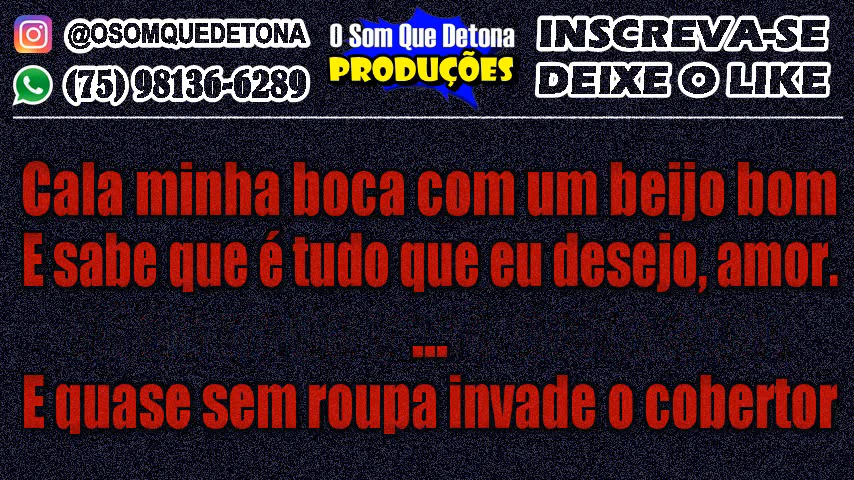 @OSOMQUEDETONA
(75) 98136-6289
O Som Que Detona
PRODUÇÕES
INSCREVA-SE
DEIXE O LIKE
Cala minha boca com um beijo bom
E sabe que é tudo que eu desejo, amor.
...
E quase sem roupa invade o cobertor